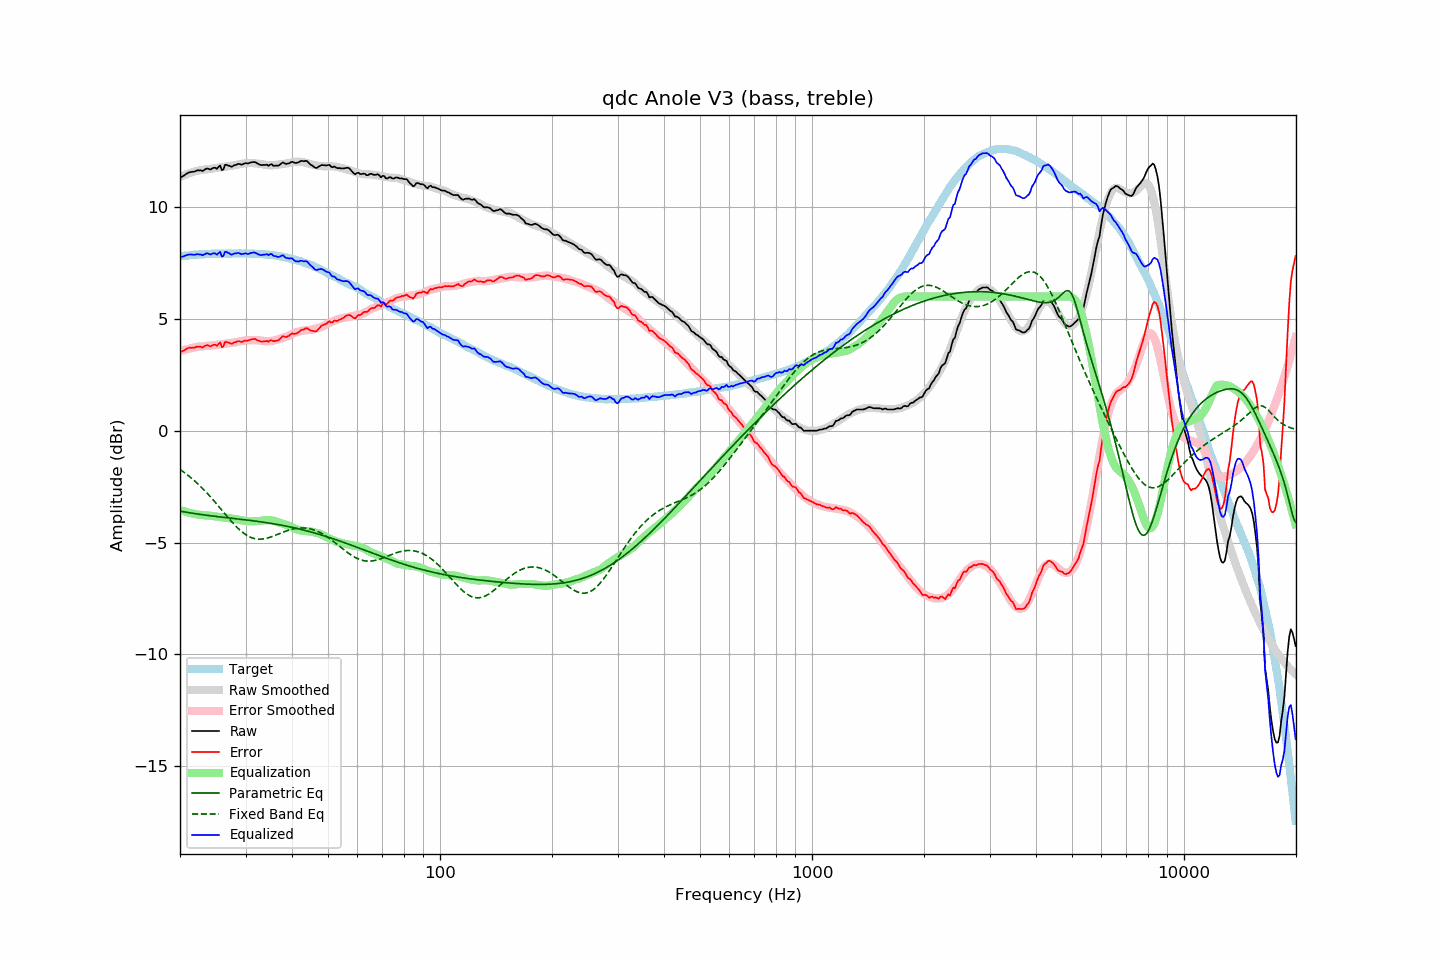 qdc Anole V3 (bass, treble)
Amplitude (dBr)
10
5
0
−5
−10
−15
Target
Raw Smoothed
Error Smoothed
Raw
Error
Equalization
Parametric Eq
Fixed Band Eq
Equalized
100 1000 10000
Frequency (Hz)